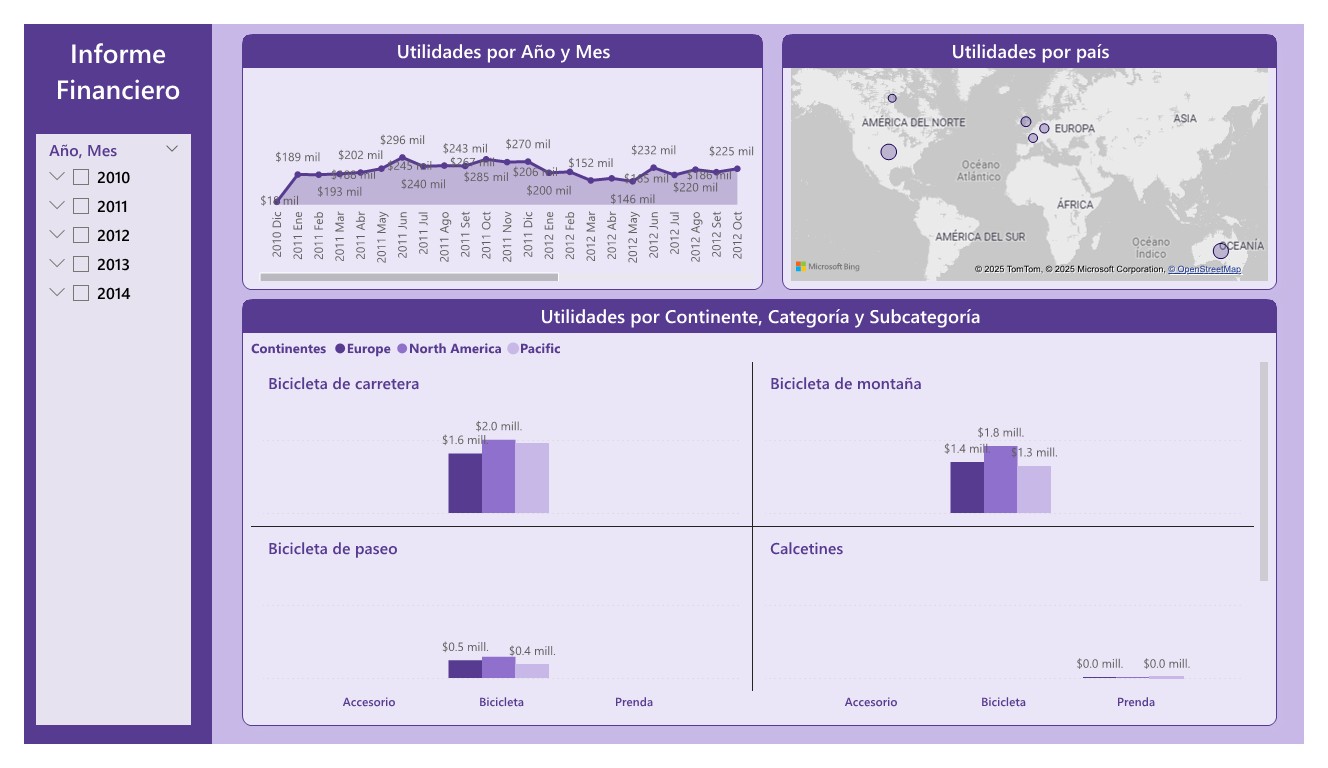 Informe
Financiero
Año, Mes
2010
2011
2012
2013
2014
Utilidades por Año y Mes
$296 mil
$270 mil
$243 mil
$232 mil
$225 mil
$189 mil
$202 mil
$152 mil
$245 mil
$267 mil
$206 mil
$186 mil
$193 mil
$240 mil
$285 mil
$200 mil
$220 mil
$146 mil
2010 Dic
2011 Ene
2011 Feb
2011 Mar
2011 Abr
2011 May
2011 Jun
2011 Jul
2011 Ago
2011 Set
2011 Oct
2011 Nov
2011 Dic
2012 Ene
2012 Feb
2012 Mar
2012 Abr
2012 May
2012 Jun
2012 Jul
2012 Ago
2012 Set
2012 Oct
Utilidades por país
AMÉRICA DEL NORTE
EUROPA
ASIA
Océano
Atlántico
ÁFRICA
AMÉRICA DEL SUR
Océano
Índico
OCEANÍA
Microsoft Bing
© 2025 TomTom, © 2025 Microsoft Corporation, © OpenStreetMap
Utilidades por Continente, Categoría y Subcategoría
Continentes Europe North America Pacific
Bicicleta de carretera
$2.0 mill.
$1.6 mill.
Bicicleta de montaña
$1.8 mill.
$1.4 mill.
$1.3 mill.
Bicicleta de paseo
$0.5 mill.
$0.4 mill.
Calcetines
$0.0 mill.
$0.0 mill.
Accesorio Bicicleta Prenda
Accesorio Bicicleta Prenda